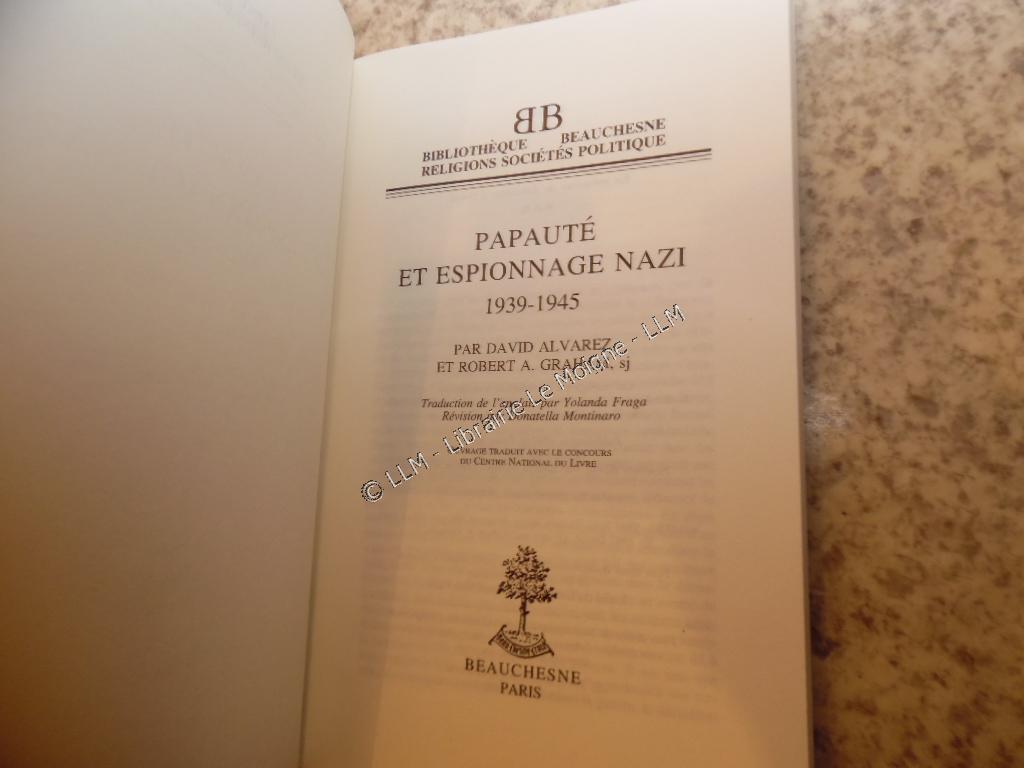 BB
BIBLIOTHÈQUE BEAUCHESNE
RELIGIONS SOCIÉTÉS POLITIQUE
PAPAUTÉ
ET ESPIONNAGE NAZI
1939-1945
PAR DAVID ALVAREZ
ET ROBERT A. GRAHAM, sj
Traduction de l'anglais par Yolanda Fraga
Révision de Donatella Montinaro
OUVRAGE TRADUIT AVEC LE CONCOURS
DU CENTRE NATIONAL DU LIVRE
© LLM - Librairie Le Moigne - LLM
BEAUCHESNE
PARIS